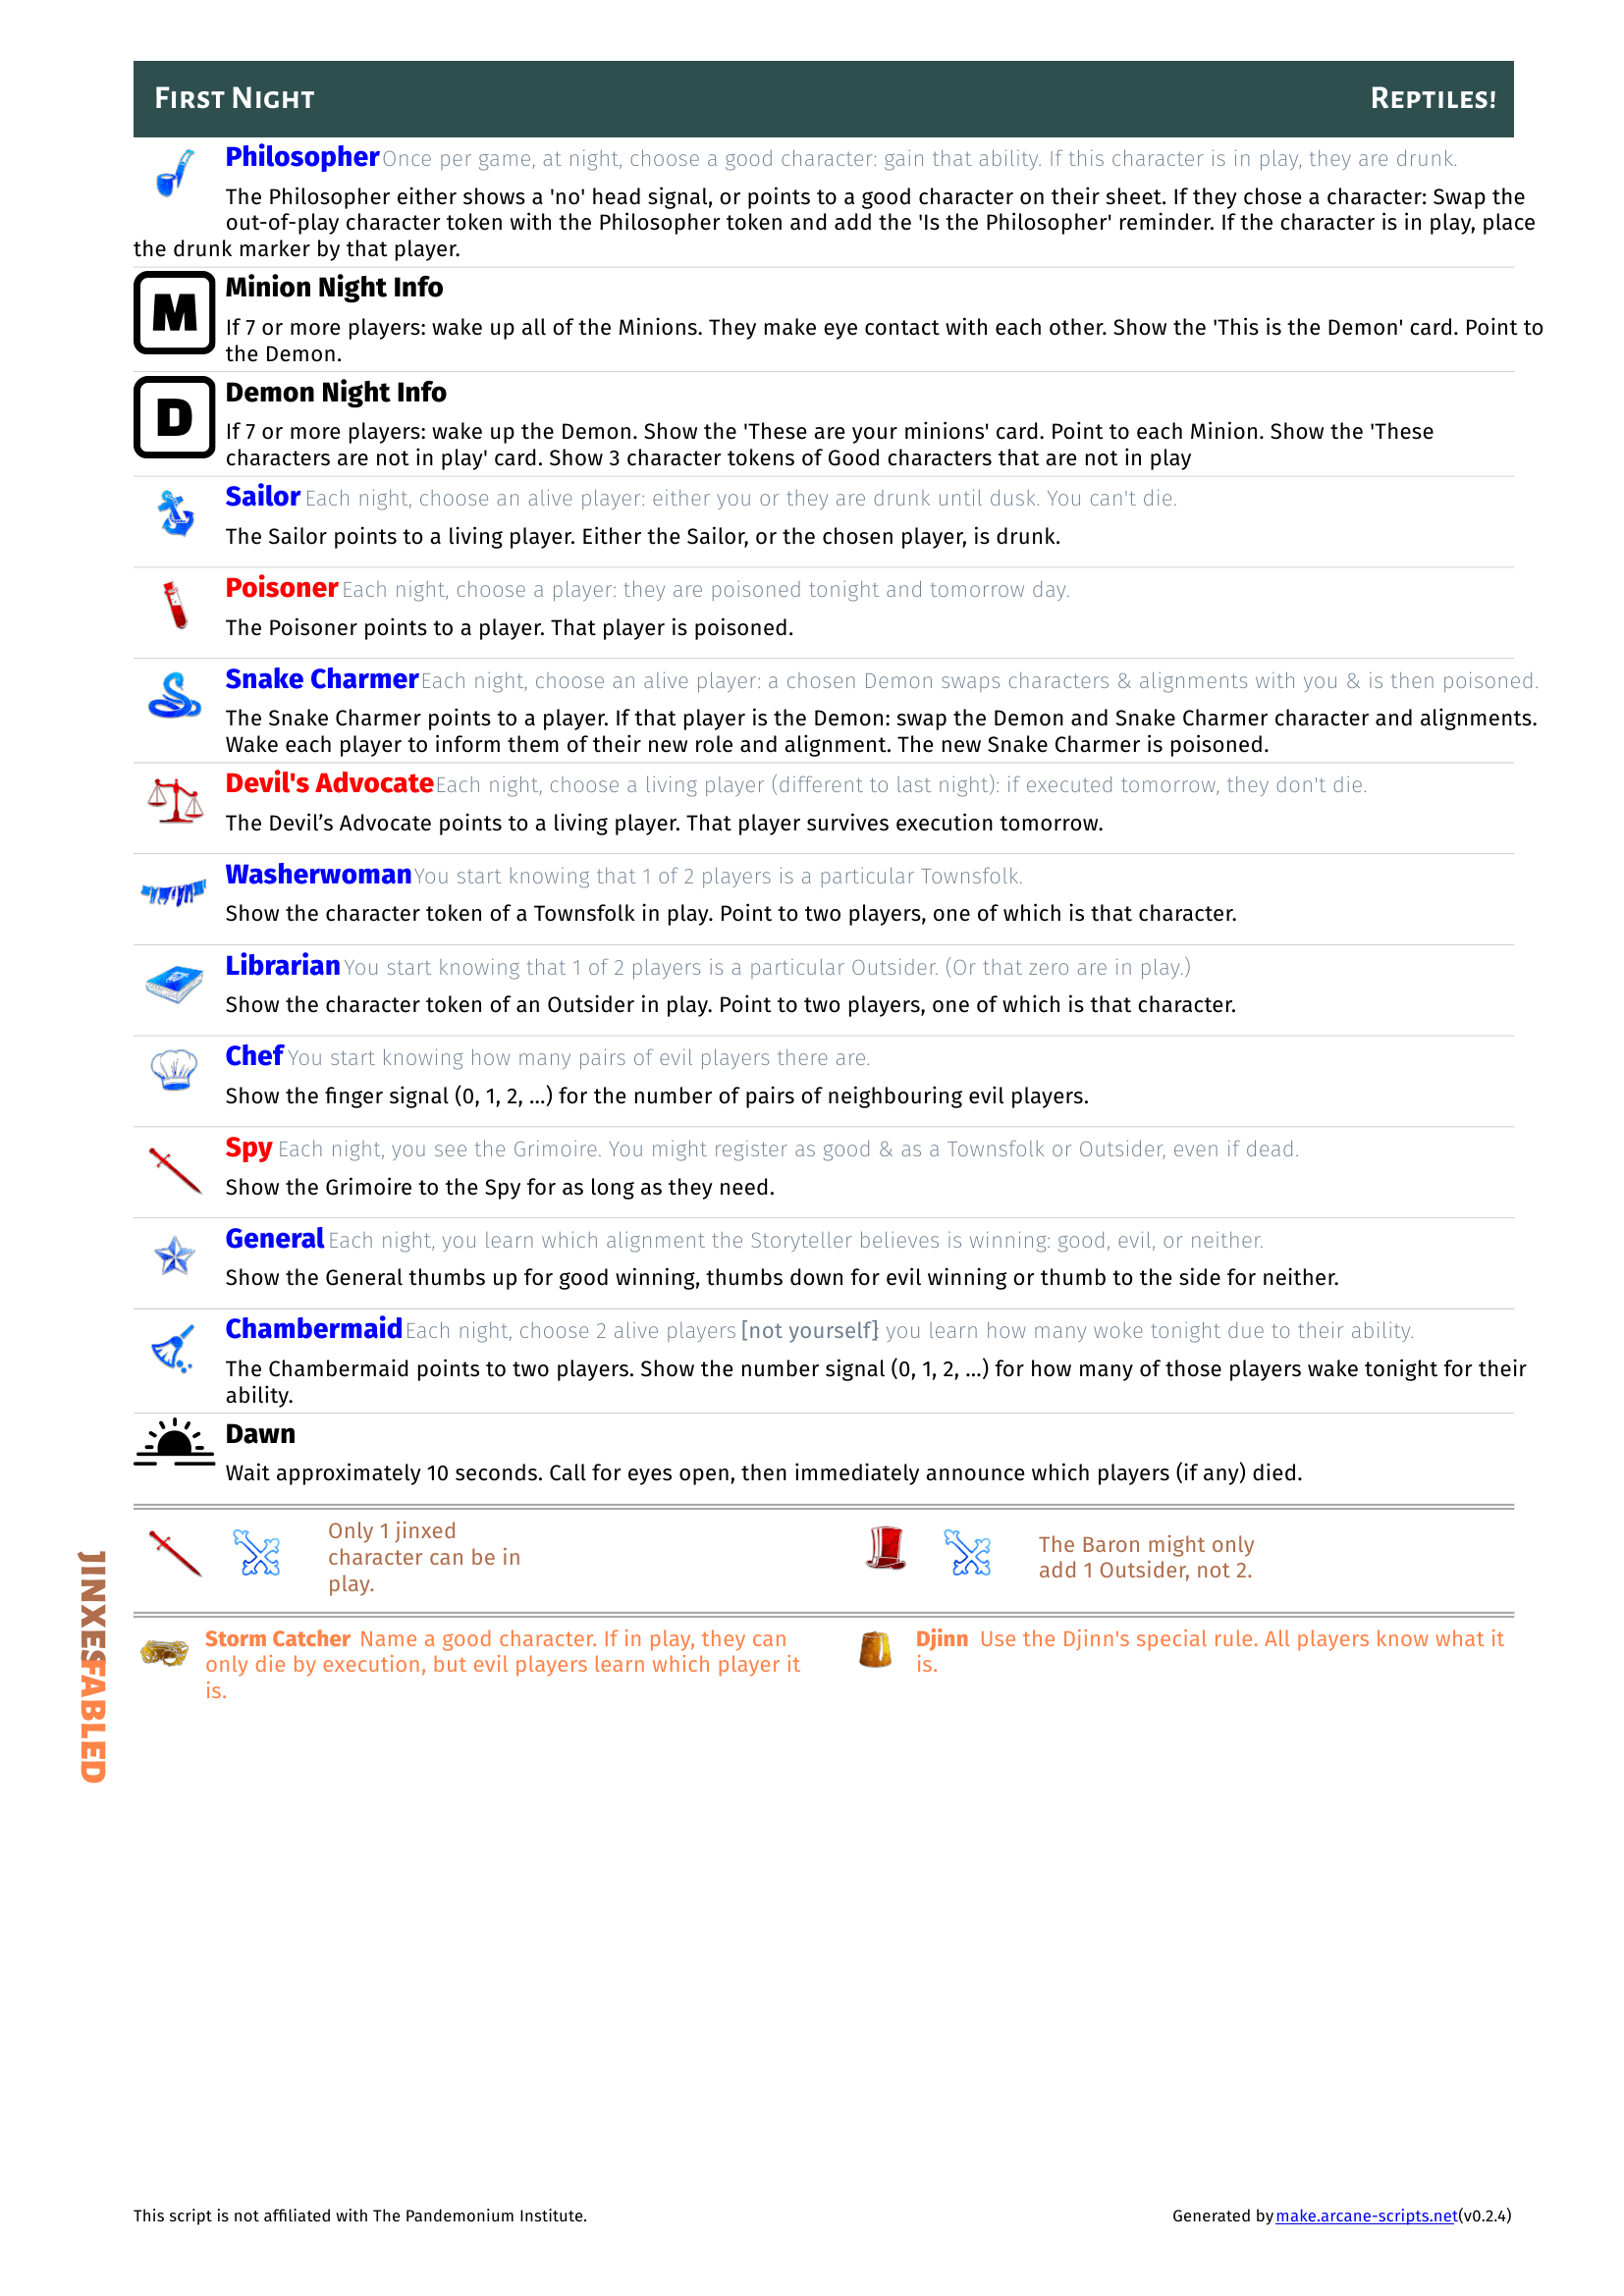 First Night
Reptiles!
Philosopher Once per game, at night, choose a good character: gain that ability. If this character is in play, they are drunk.
The Philosopher either shows a 'no' head signal, or points to a good character on their sheet. If they chose a character: Swap the
out-of-play character token with the Philosopher token and add the 'Is the Philosopher' reminder. If the character is in play, place
the drunk marker by that player.
M
Minion Night Info
If 7 or more players: wake up all of the Minions. They make eye contact with each other. Show the 'This is the Demon' card. Point to
the Demon.
D
Demon Night Info
If 7 or more players: wake up the Demon. Show the 'These are your minions' card. Point to each Minion. Show the 'These
characters are not in play' card. Show 3 character tokens of Good characters that are not in play
Sailor Each night, choose an alive player: either you or they are drunk until dusk. You can't die.
The Sailor points to a living player. Either the Sailor, or the chosen player, is drunk.
Poisoner Each night, choose a player: they are poisoned tonight and tomorrow day.
The Poisoner points to a player. That player is poisoned.
Snake Charmer Each night, choose an alive player: a chosen Demon swaps characters & alignments with you & is then poisoned.
The Snake Charmer points to a player. If that player is the Demon: swap the Demon and Snake Charmer character and alignments.
Wake each player to inform them of their new role and alignment. The new Snake Charmer is poisoned.
Devil's Advocate Each night, choose a living player (different to last night): if executed tomorrow, they don't die.
The Devil’s Advocate points to a living player. That player survives execution tomorrow.
Washerwoman You start knowing that 1 of 2 players is a particular Townsfolk.
Show the character token of a Townsfolk in play. Point to two players, one of which is that character.
Librarian You start knowing that 1 of 2 players is a particular Outsider. (Or that zero are in play.)
Show the character token of an Outsider in play. Point to two players, one of which is that character.
Chef You start knowing how many pairs of evil players there are.
Show the finger signal (0, 1, 2, …) for the number of pairs of neighbouring evil players.
Spy Each night, you see the Grimoire. You might register as good & as a Townsfolk or Outsider, even if dead.
Show the Grimoire to the Spy for as long as they need.
General Each night, you learn which alignment the Storyteller believes is winning: good, evil, or neither.
Show the General thumbs up for good winning, thumbs down for evil winning or thumb to the side for neither.
Chambermaid Each night, choose 2 alive players [not yourself]: you learn how many woke tonight due to their ability.
The Chambermaid points to two players. Show the number signal (0, 1, 2, …) for how many of those players wake tonight for their
ability.
Dawn
Wait approximately 10 seconds. Call for eyes open, then immediately announce which players (if any) died.
JINXES
Only 1 jinxed
character can be in
play.
The Baron might only
add 1 Outsider, not 2.
FABLED
Storm Catcher Name a good character. If in play, they can
only die by execution, but evil players learn which player it
is.
Djinn Use the Djinn's special rule. All players know what it
is.
This script is not affiliated with The Pandemonium Institute.
Generated by make.arcane-scripts.net(v0.2.4)